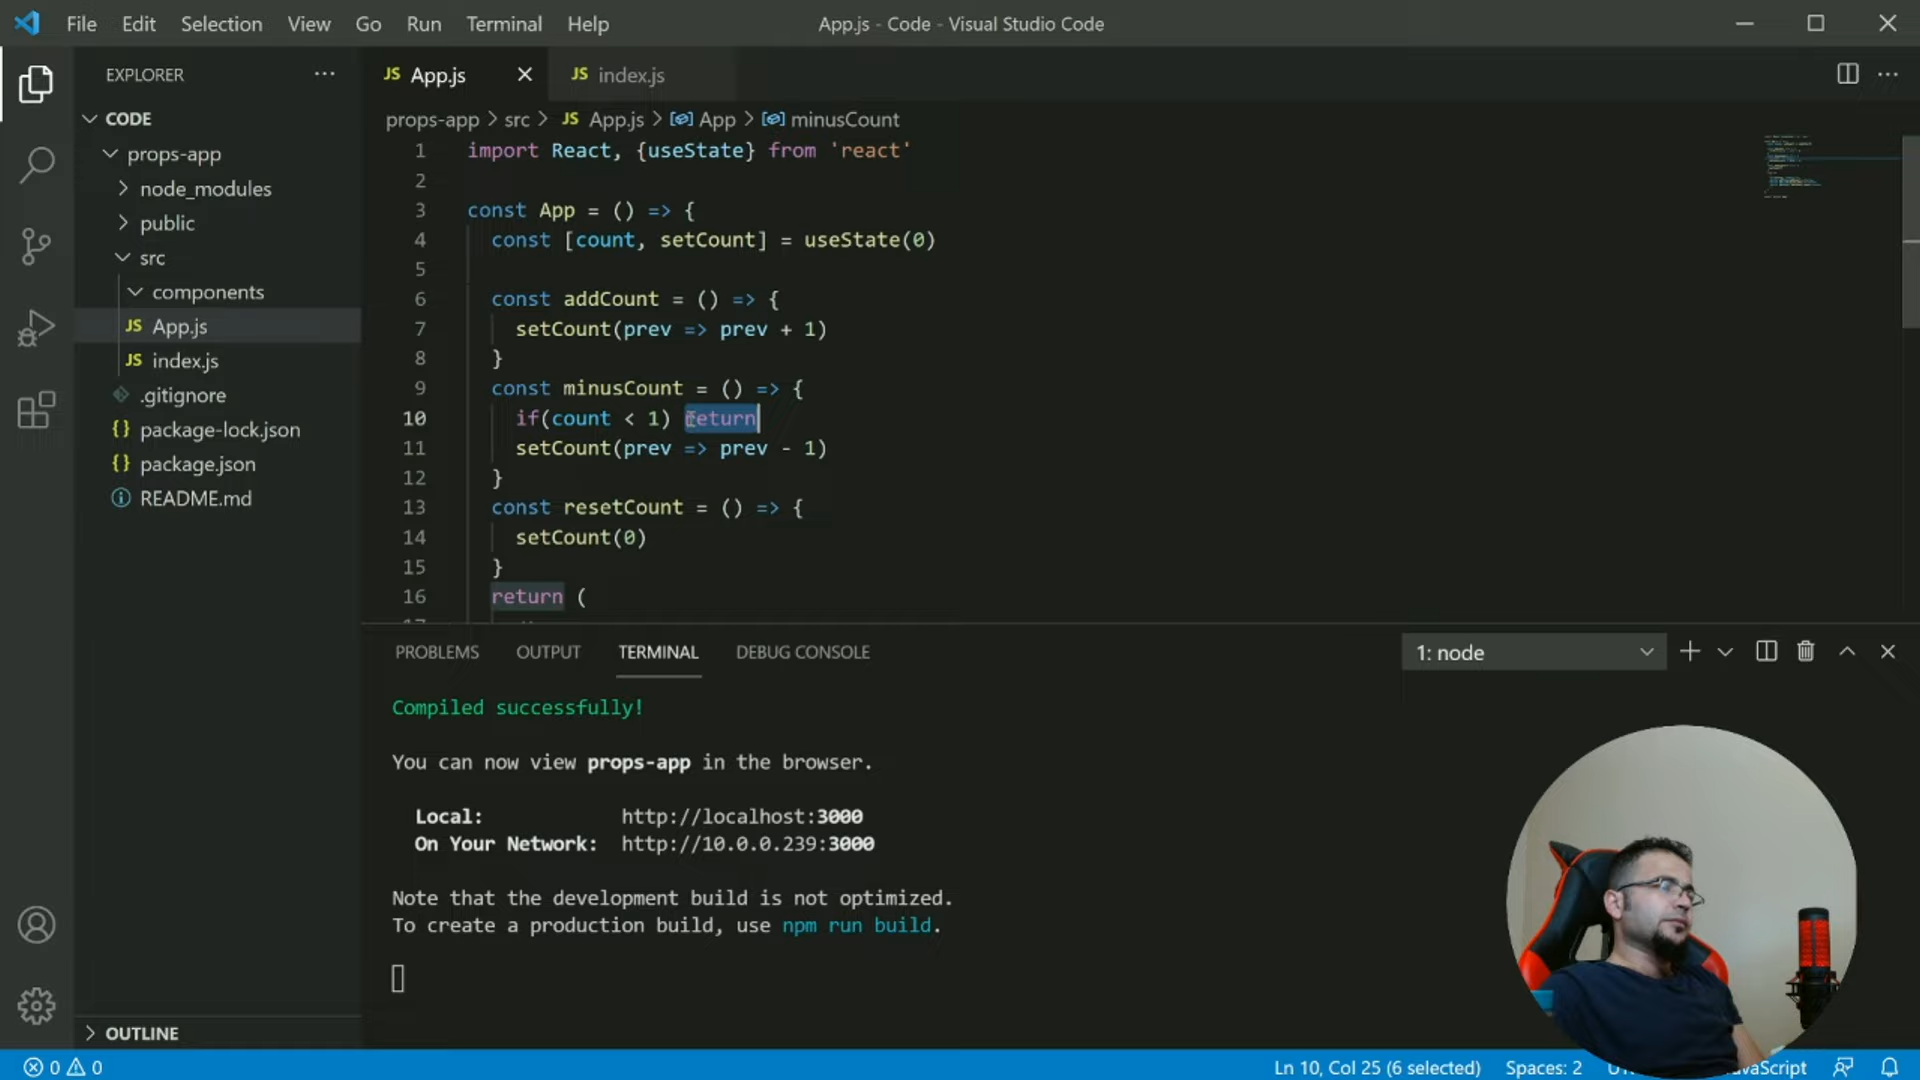 File Edit Selection View Go Run Terminal Help
App.js - Code - Visual Studio Code
EXPLORER
CODE
props-app
node_modules
public
src
components
JS App.js
JS index.js
.gitignore
{} package-lock.json
{} package.json
README.md
OUTLINE
JS App.js
JS index.js
props-app > src > JS App.js > App > minusCount
1 import React, {useState} from 'react'
2
3 const App = () => {
4 const [count, setCount] = useState(0)
5
6 const addCount = () => {
7 setCount(prev => prev + 1)
8 }
9 const minusCount = () => {
10 if(count < 1) return
11 setCount(prev => prev - 1)
12 }
13 const resetCount = () => {
14 setCount(0)
15 }
16 return (
PROBLEMS OUTPUT TERMINAL DEBUG CONSOLE
1: node
Compiled successfully!
You can now view props-app in the browser.
Local: http://localhost:3000
On Your Network: http://10.0.0.239:3000
Note that the development build is not optimized.
To create a production build, use npm run build.
0 0
Ln 10, Col 25 (6 selected) Spaces: 2